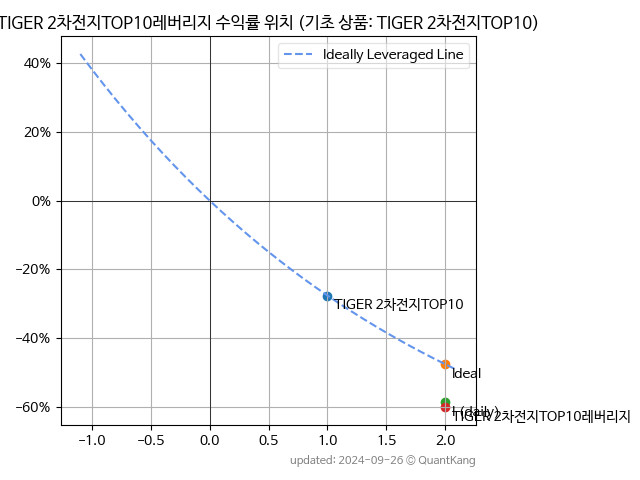 TIGER 2차전지TOP10레버리지 수익률 위치 (기초 상품: TIGER 2차전지TOP10)
Ideally Leveraged Line
40%
20%
0%
−20%
−40%
−60%
TIGER 2차전지TOP10
Ideal
(daily)
TIGER 2차전지TOP10레버리지
−1.0 −0.5 0.0 0.5 1.0 1.5 2.0
updated: 2024-09-26 © QuantKang